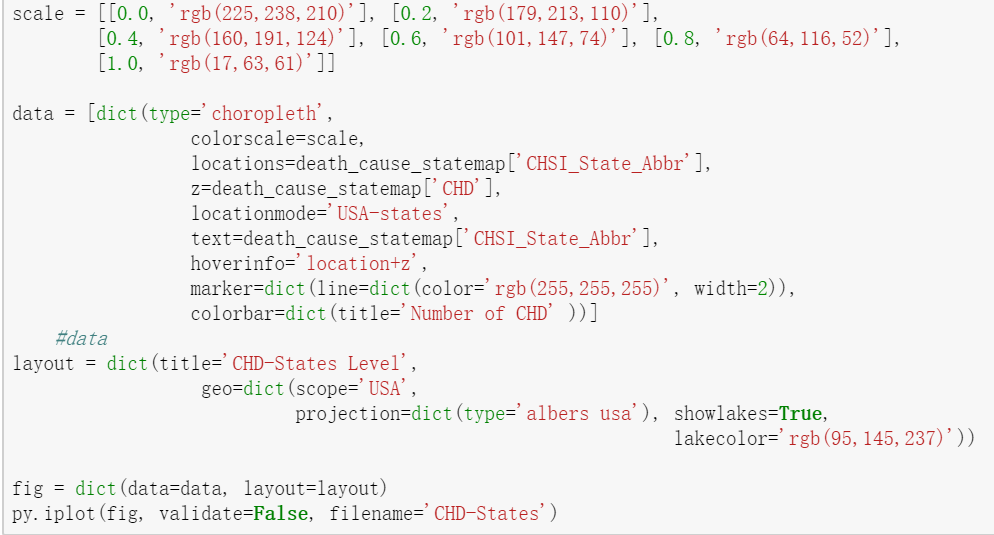 scale = [[0.0, 'rgb(225,238,210)'], [0.2, 'rgb(179,213,110)'],
[0.4, 'rgb(160,191,124)'], [0.6, 'rgb(101,147,74)'], [0.8, 'rgb(64,116,52)'],
[1.0, 'rgb(17,63,61)']]
data = [dict(type='choropleth',
colorscale=scale,
locations=death_cause_statemap['CHSI_State_Abbr'],
z=death_cause_statemap['CHD'],
locationmode='USA-states',
text=death_cause_statemap['CHSI_State_Abbr'],
hoverinfo='location+z',
marker=dict(line=dict(color='rgb(255,255,255)', width=2)),
colorbar=dict(title='Number of CHD' ))]
#data
layout = dict(title='CHD-States Level',
geo=dict(scope='USA',
projection=dict(type='albers usa'), showlakes=True,
lakecolor='rgb(95,145,237)'))
fig = dict(data=data, layout=layout)
py.iplot(fig, validate=False, filename='CHD-States')